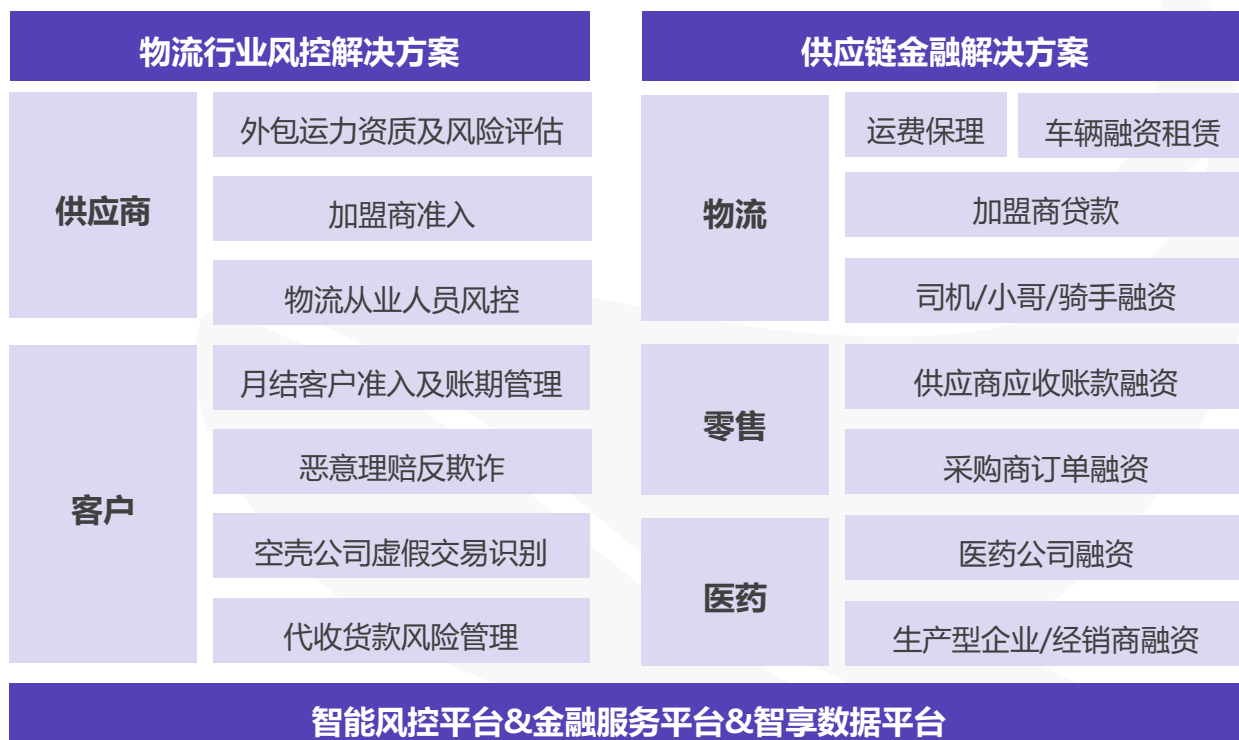 物流行业风控解决方案
供应商
外包运力资质及风险评估
加盟商准入
物流从业人员风控
客户
月结客户准入及账期管理
恶意理赔反欺诈
空壳公司虚假交易识别
代收货款风险管理
供应链金融解决方案
物流
运费保理
车辆融资租赁
加盟商贷款
司机/小哥/骑手融资
零售
供应商应收账款融资
采购商订单融资
医药
医药公司融资
生产型企业/经销商融资
智能风控平台&金融服务平台&智享数据平台